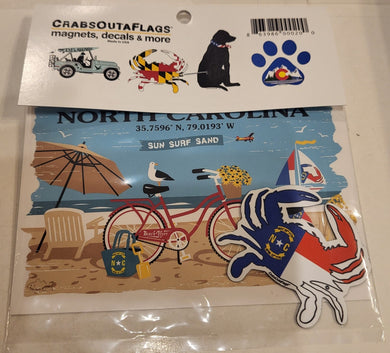 CrabsOutaFlags®
magnets, decals & more
Made in USA
NORTH CAROLINA
35.7596° N, 79.0193° W
SUN SURF SAND
N C
N C